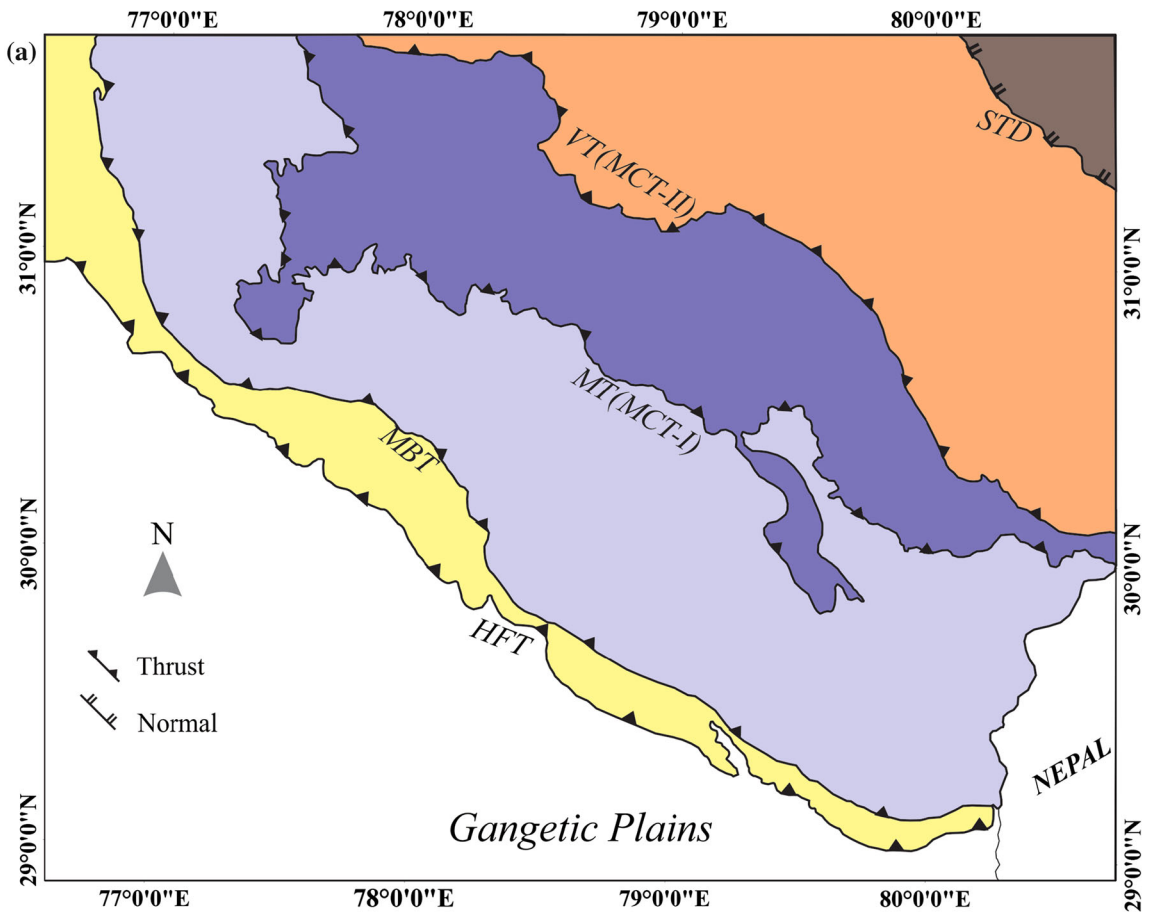 77°0'0"E 78°0'0"E 79°0'0"E 80°0'0"E
(a)
STD
VT(MCT-II)
31°0'0"N
31°0'0"N
MT(MCT-I)
MBT
30°0'0"N
30°0'0"N
N
HFT
Thrust
Normal
NEPAL
Gangetic Plains
29°0'0"N
29°0'0"N
77°0'0"E 78°0'0"E 79°0'0"E 80°0'0"E